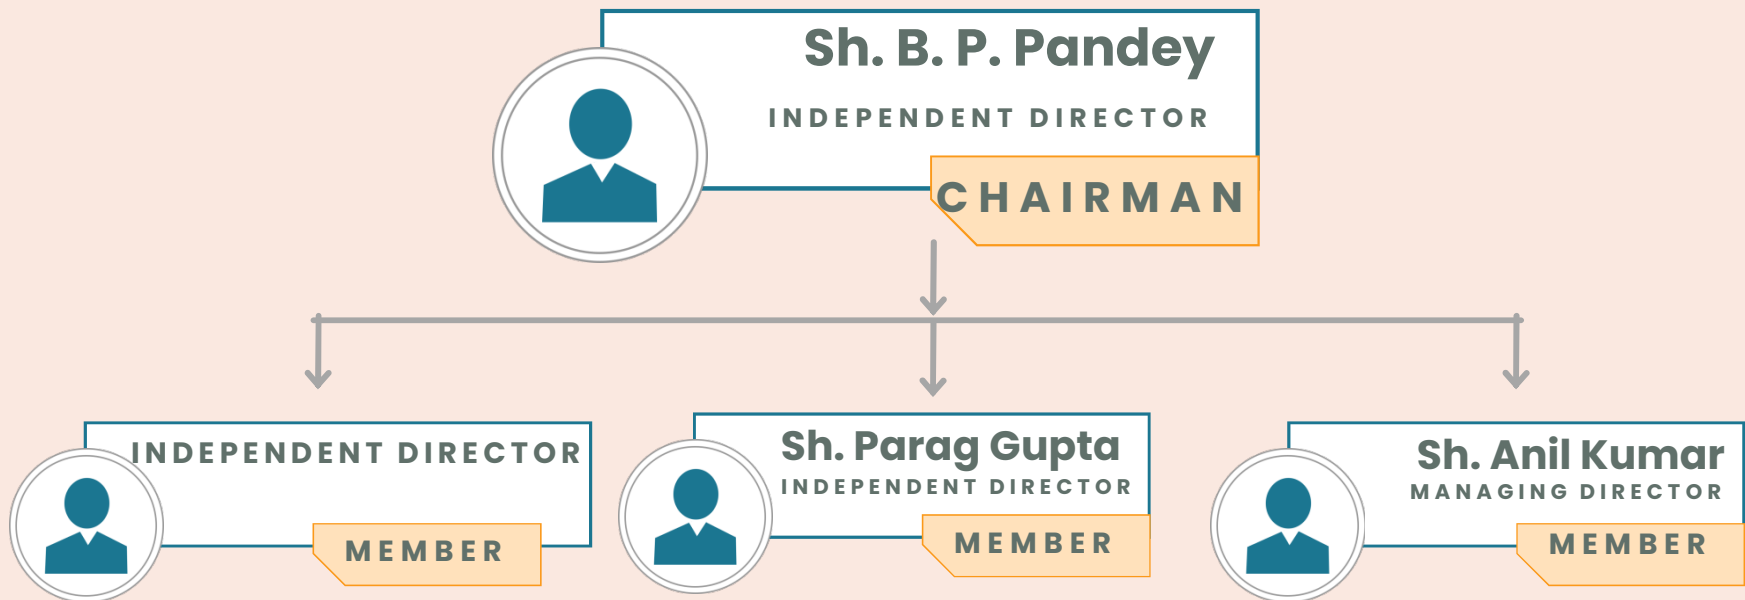 Sh. B. P. Pandey
INDEPENDENT DIRECTOR
CHAIRMAN
INDEPENDENT DIRECTOR
MEMBER
Sh. Parag Gupta
INDEPENDENT DIRECTOR
MEMBER
Sh. Anil Kumar
MANAGING DIRECTOR
MEMBER